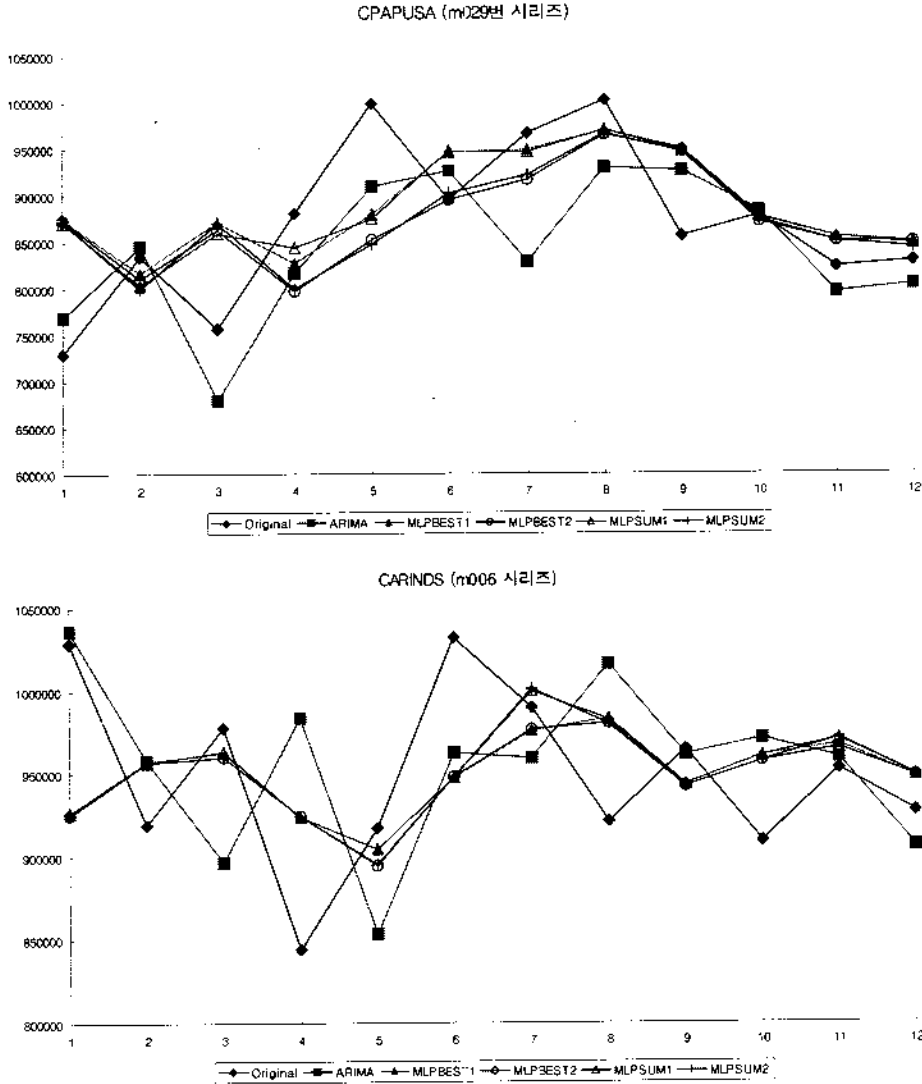 CPAPUSA (m029번 시리즈)
1050000
1000000
950000
900000
850000
800000
750000
700000
650000
600000
1 2 3 4 5 6 7 8 9 10 11 12
Original ARIMA MLPBEST1 MLPBEST2 MLPSUM1 MLPSUM2
CARINDS (m006 시리즈)
1050000
1000000
950000
900000
850000
800000
1 2 3 4 5 6 7 8 9 10 11 12
Original ARIMA MLPBEST1 MLPBEST2 MLPSUM1 MLPSUM2